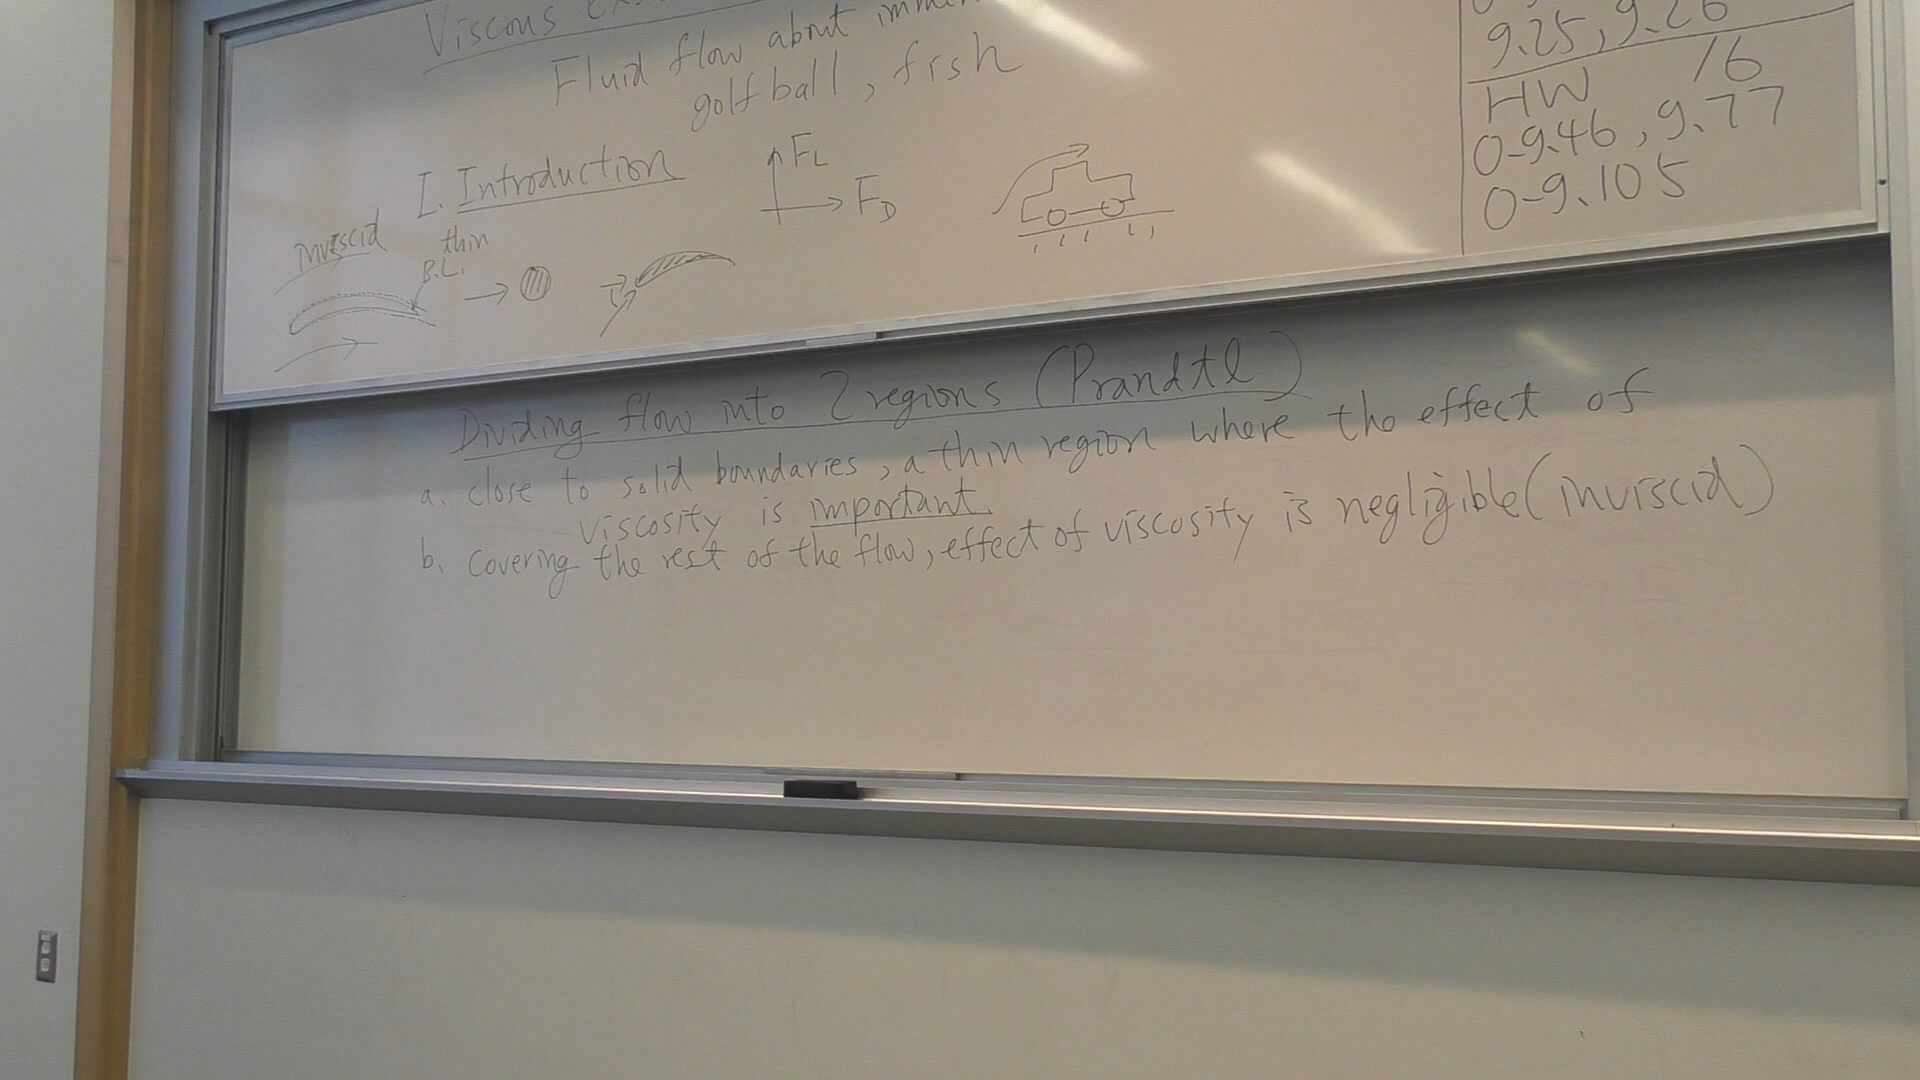 Viscous
Fluid flow about
golf ball, fish
I. Introduction
FL
FD
inviscid
thin
B.L.
9.25, 9.26
HW 16
0-9.46, 9.77
0-9.105
Dividing flow into 2 regions (Prandtl)
a. close to solid boundaries, a thin region where the effect of
viscosity is important.
b. Covering the rest of the flow, effect of viscosity is negligible (inviscid)